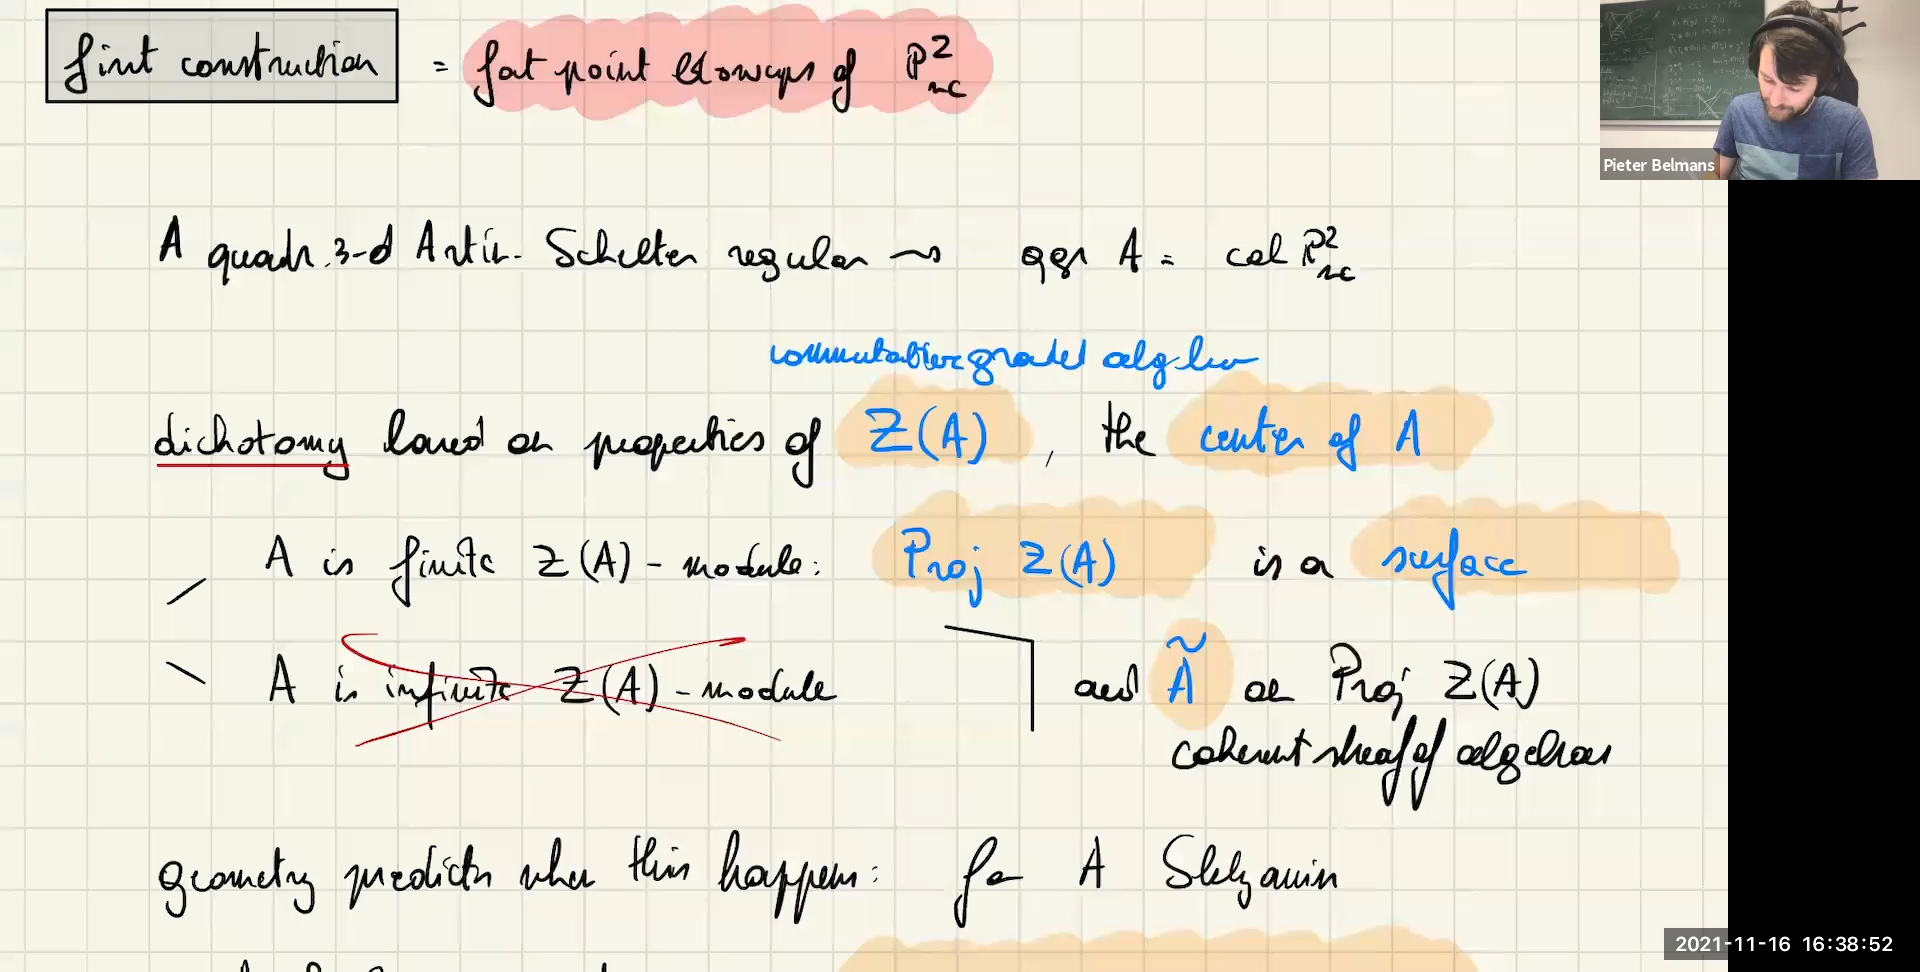 first construction = fat point blowups of ℙ²ₙc
Pieter Belmans
A quadr. 3-d Artin-Schelter regular ⇝ qgr A = coh ℙ²ₙc
commutative graded algebra
dichotomy based on properties of Z(A), the center of A
A is finite Z(A)-module: Proj Z(A) is a surface
A is infinite Z(A)-module and Ã on Proj Z(A)
coherent sheaf of algebras
geometry predicts when this happens: for A Sklyanin
2021-11-16 16:38:52